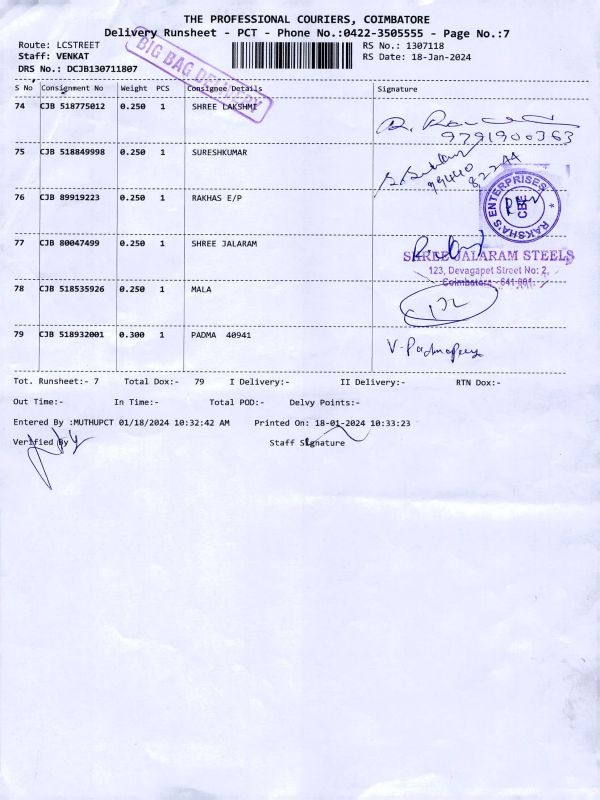 THE PROFESSIONAL COURIERS, COIMBATORE
Delivery Runsheet - PCT - Phone No.:0422-3505555 - Page No.:7
Route: LCSTREET
RS No.: 1307118
Staff: VENKAT
RS Date: 18-Jan-2024
DRS No.: DCJB130711807
BIG BAG DELIVERY
S No Consignment No Weight PCS Consignee Details Signature
74 CJB 518775012 0.250 1 SHREE LAKSHMI
9791900363
75 CJB 518849998 0.250 1 SURESHKUMAR
99440 82244
76 CJB 89919223 0.250 1 RAKHAS E/P
RAKSHA'S ENTERPRISES
CBE
77 CJB 80047499 0.250 1 SHREE JALARAM
SHREE JALARAM STEELS
123, Devagapet Street No: 2,
Coimbatore - 641 001.
78 CJB 518535926 0.250 1 MALA
79 CJB 518932001 0.300 1 PADMA 40941
Tot. Runsheet:- 7 Total Dox:- 79 I Delivery:- II Delivery:- RTN Dox:-
Out Time:- In Time:- Total POD:- Delvy Points:-
Entered By :MUTHUPCT 01/18/2024 10:32:42 AM Printed On: 18-01-2024 10:33:23
Verified By Staff Signature